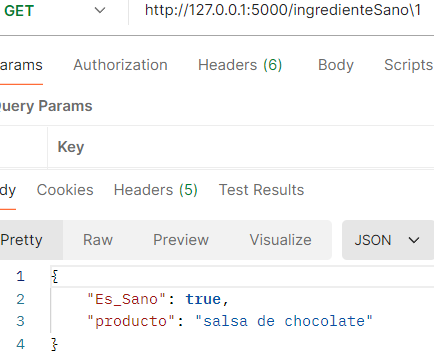 GET http://127.0.0.1:5000/ingredienteSano\1
arams Authorization Headers (6) Body Scripts
uery Params
Key
dy Cookies Headers (5) Test Results
Pretty Raw Preview Visualize JSON
1 {
2 "Es_Sano": true,
3 "producto": "salsa de chocolate"
4 }